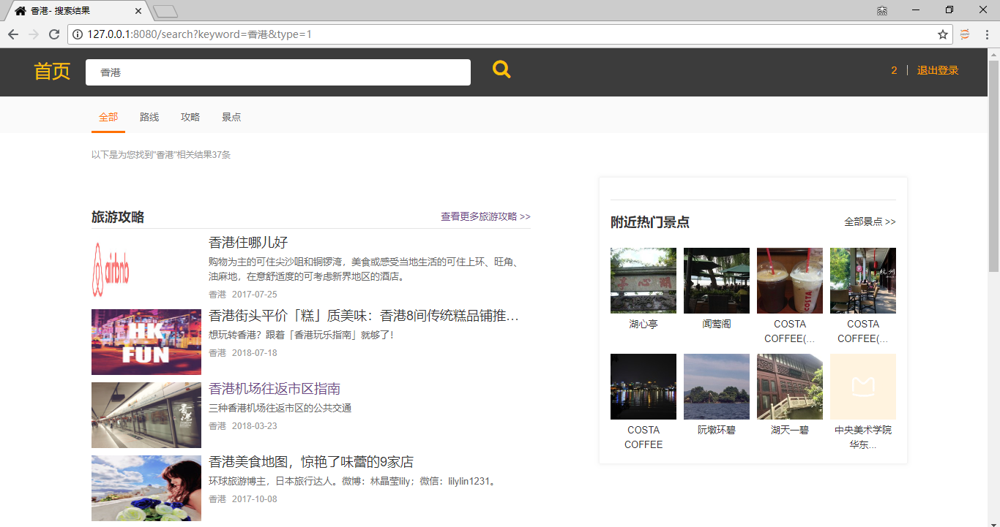 香港- 搜索结果
127.0.0.1:8080/search?keyword=香港&type=1
首页
香港
2 | 退出登录
全部 路线 攻略 景点
以下是为您找到"香港"相关结果37条
旅游攻略 查看更多旅游攻略 >>
airbnb
香港住哪儿好
购物为主的可住尖沙咀和铜锣湾，美食或感受当地生活的可住上环、旺角、
油麻地，在意舒适度的可考虑新界地区的酒店。
香港 2017-07-25
HK
FUN
香港街头平价「糕」质美味：香港8间传统糕品铺推...
想玩转香港？跟着「香港玩乐指南」就够了！
香港 2018-07-18
香港
香港机场往返市区指南
三种香港机场往返市区的公共交通
香港 2018-03-23
香港美食地图，惊艳了味蕾的9家店
环球旅游博主，日本旅行达人。微博：林晶莹lily；微信：lilylin1231。
香港 2017-10-08
附近热门景点 全部景点 >>
亭心湖
COSTA
杭州
湖心亭
闻莺阁
COSTA
COFFEE(...
COSTA
COFFEE(...
COSTA
COFFEE
阮墩环碧
湖天一碧
中央美术学院
华东...